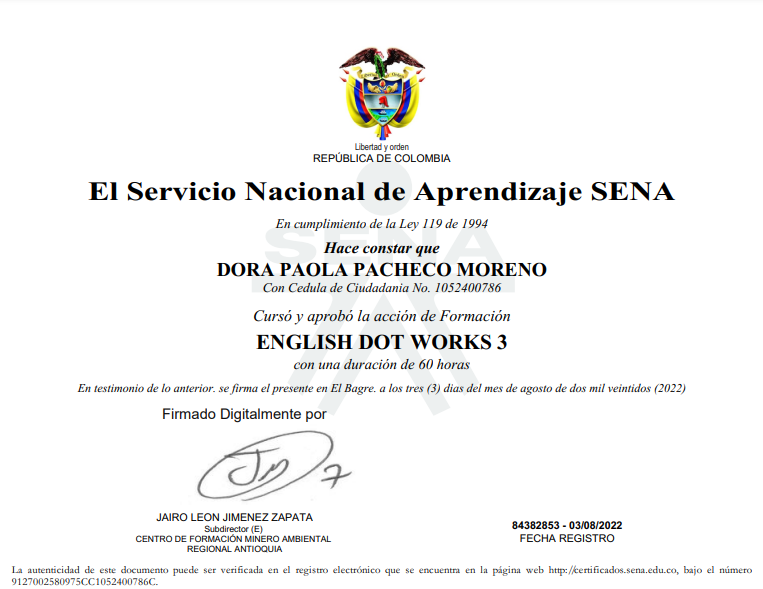 Libertad y orden
REPÚBLICA DE COLOMBIA
El Servicio Nacional de Aprendizaje SENA
En cumplimiento de la Ley 119 de 1994
SENA
Hace constar que
DORA PAOLA PACHECO MORENO
Con Cedula de Ciudadania No. 1052400786
Cursó y aprobó la acción de Formación
ENGLISH DOT WORKS 3
con una duración de 60 horas
En testimonio de lo anterior. se firma el presente en El Bagre. a los tres (3) dias del mes de agosto de dos mil veintidos (2022)
Firmado Digitalmente por
JAIRO LEON JIMENEZ ZAPATA
Subdirector (E)
CENTRO DE FORMACIÓN MINERO AMBIENTAL
REGIONAL ANTIOQUIA
84382853 - 03/08/2022
FECHA REGISTRO
La autenticidad de este documento puede ser verificada en el registro electrónico que se encuentra en la página web http://certificados.sena.edu.co, bajo el número
9127002580975CC1052400786C.